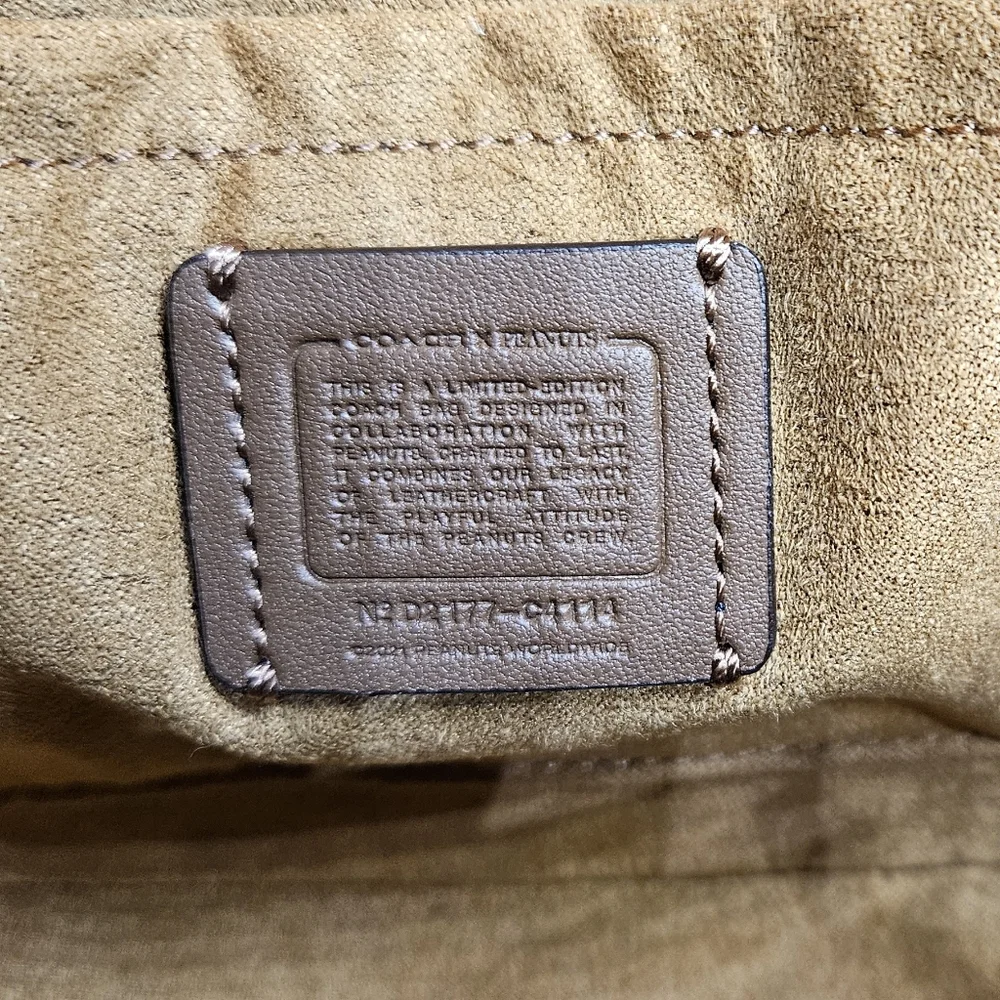 COACH X PEANUTS
THIS IS A LIMITED-EDITION
COACH BAG DESIGNED IN
COLLABORATION WITH
PEANUTS. CRAFTED TO LAST,
IT COMBINES OUR LEGACY
OF LEATHERCRAFT WITH
THE PLAYFUL ATTITUDE
OF THE PEANUTS CREW.
Nº D2177-C4114
©2021 PEANUTS WORLDWIDE